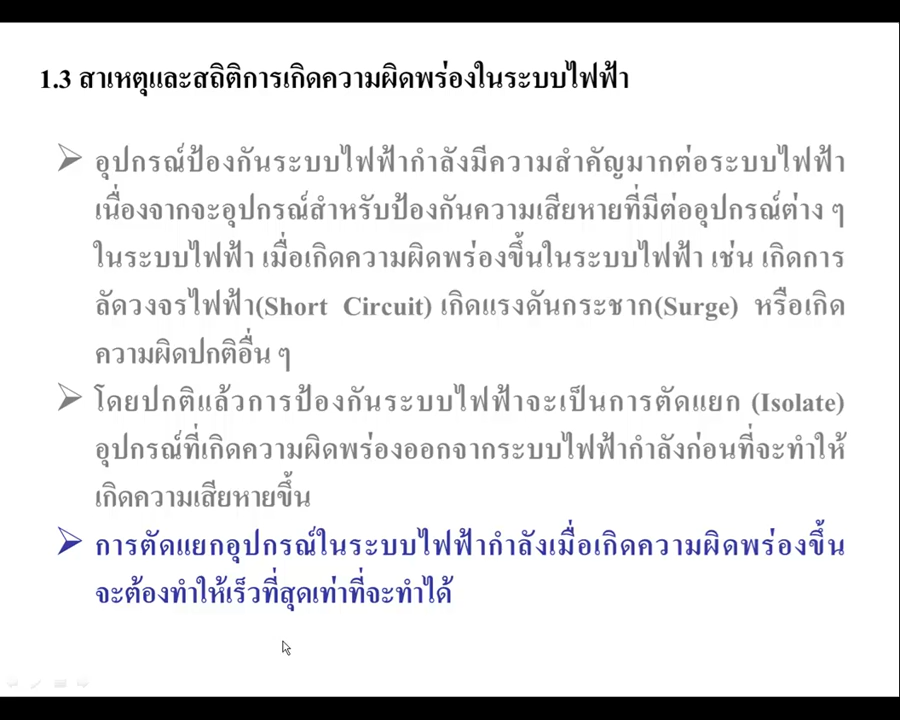 1.3 สาเหตุและสถิติการเกิดความผิดพร่องในระบบไฟฟ้า
อุปกรณ์ป้องกันระบบไฟฟ้ากำลังมีความสำคัญมากต่อระบบไฟฟ้า
เนื่องจากจะอุปกรณ์สำหรับป้องกันความเสียหายที่มีต่ออุปกรณ์ต่าง ๆ
ในระบบไฟฟ้า เมื่อเกิดความผิดพร่องขึ้นในระบบไฟฟ้า เช่น เกิดการ
ลัดวงจรไฟฟ้า(Short Circuit) เกิดแรงดันกระชาก(Surge) หรือเกิด
ความผิดปกติอื่น ๆ
โดยปกติแล้วการป้องกันระบบไฟฟ้าจะเป็นการตัดแยก (Isolate)
อุปกรณ์ที่เกิดความผิดพร่องออกจากระบบไฟฟ้ากำลังก่อนที่จะทำให้
เกิดความเสียหายขึ้น
การตัดแยกอุปกรณ์ในระบบไฟฟ้ากำลังเมื่อเกิดความผิดพร่องขึ้น
จะต้องทำให้เร็วที่สุดเท่าที่จะทำได้